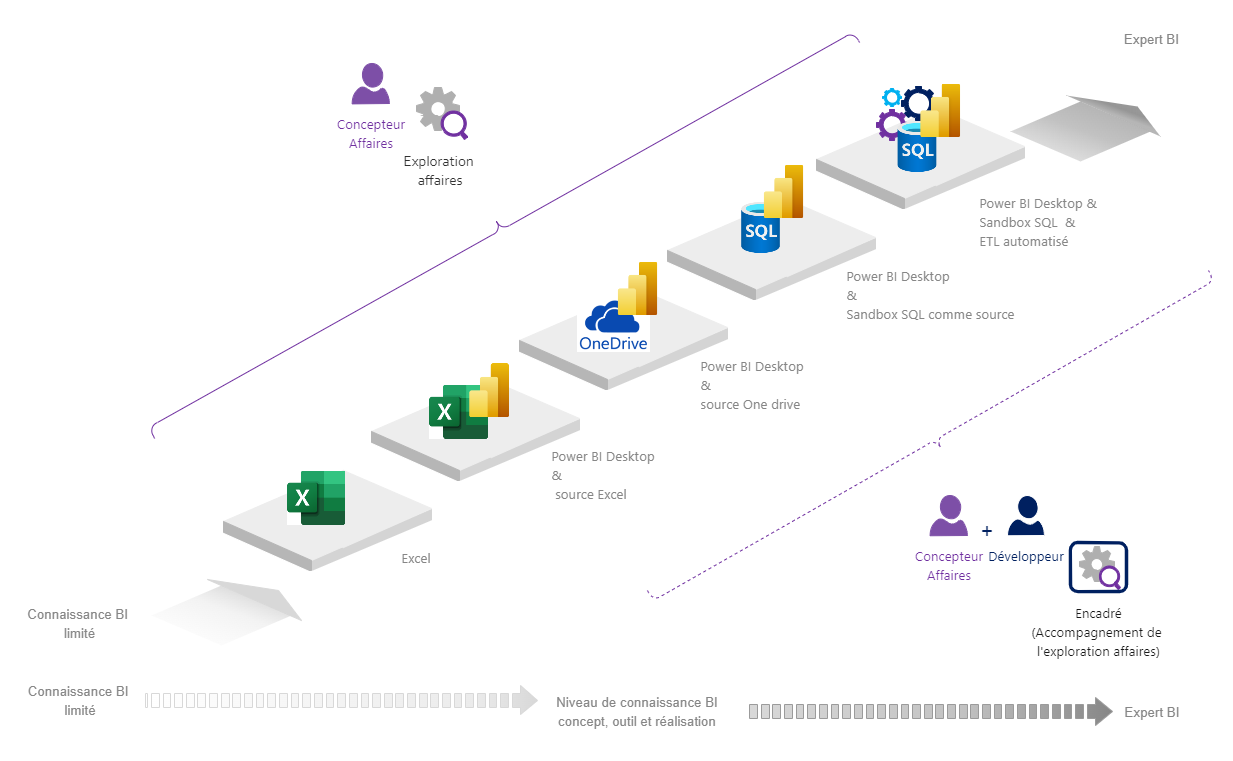 Expert BI
Concepteur
Affaires
Exploration
affaires
SQL
Power BI Desktop &
Sandbox SQL &
ETL automatisé
SQL
Power BI Desktop
&
Sandbox SQL comme source
OneDrive
Power BI Desktop
&
source One drive
X
Power BI Desktop
&
source Excel
X
Excel
Concepteur
Affaires
+
Développeur
Encadré
(Accompagnement de
l'exploration affaires)
Connaissance BI
limité
Connaissance BI
limité
Niveau de connaissance BI
concept, outil et réalisation
Expert BI